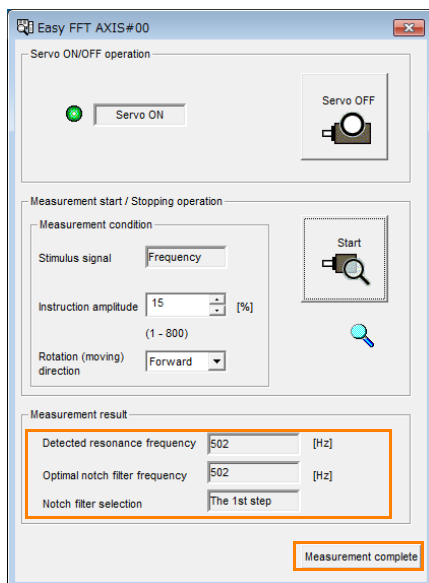 Easy FFT AXIS#00
Servo ON/OFF operation
Servo ON
Servo OFF
Measurement start / Stopping operation
Measurement condition
Stimulus signal Frequency
Start
Instruction amplitude 15 [%]
(1 - 800)
Rotation (moving)
direction Forward
Measurement result
Detected resonance frequency 502 [Hz]
Optimal notch filter frequency 502 [Hz]
Notch filter selection The 1st step
Measurement complete